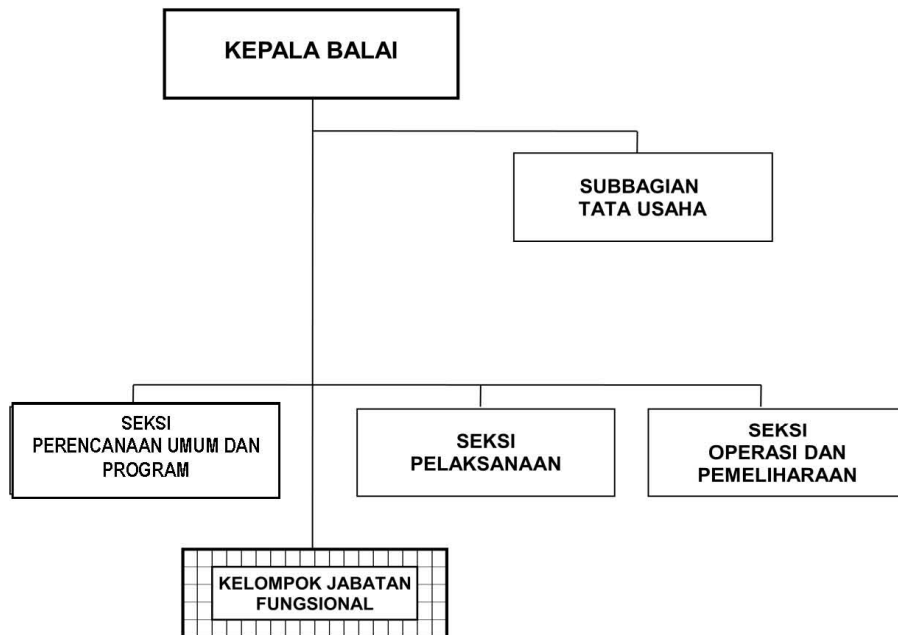 KEPALA BALAI
SUBBAGIAN
TATA USAHA
SEKSI
PERENCANAAN UMUM DAN
PROGRAM
SEKSI
PELAKSANAAN
SEKSI
OPERASI DAN
PEMELIHARAAN
KELOMPOK JABATAN
FUNGSIONAL